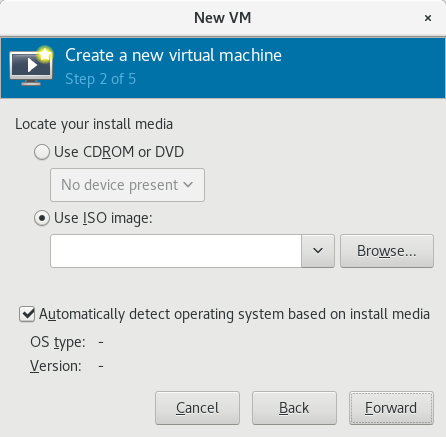 New VM
Create a new virtual machine
Step 2 of 5
Locate your install media
Use CDROM or DVD
No device present
Use ISO image:
Browse...
Automatically detect operating system based on install media
OS type: -
Version: -
Cancel Back Forward